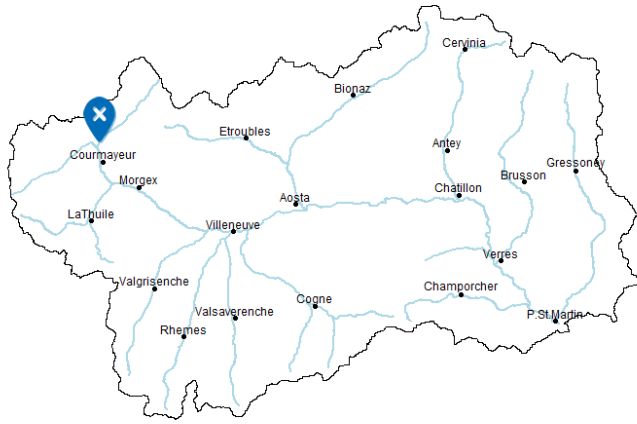 Cervinia
Bionaz
Etroubles
Antey
Courmayeur
Gressoney
Brusson
Morgex
Chatillon
Aosta
LaThuile
Villeneuve
Verres
Valgrisenche
Champorcher
Cogne
Valsaverenche
P.St.Martin
Rhemes